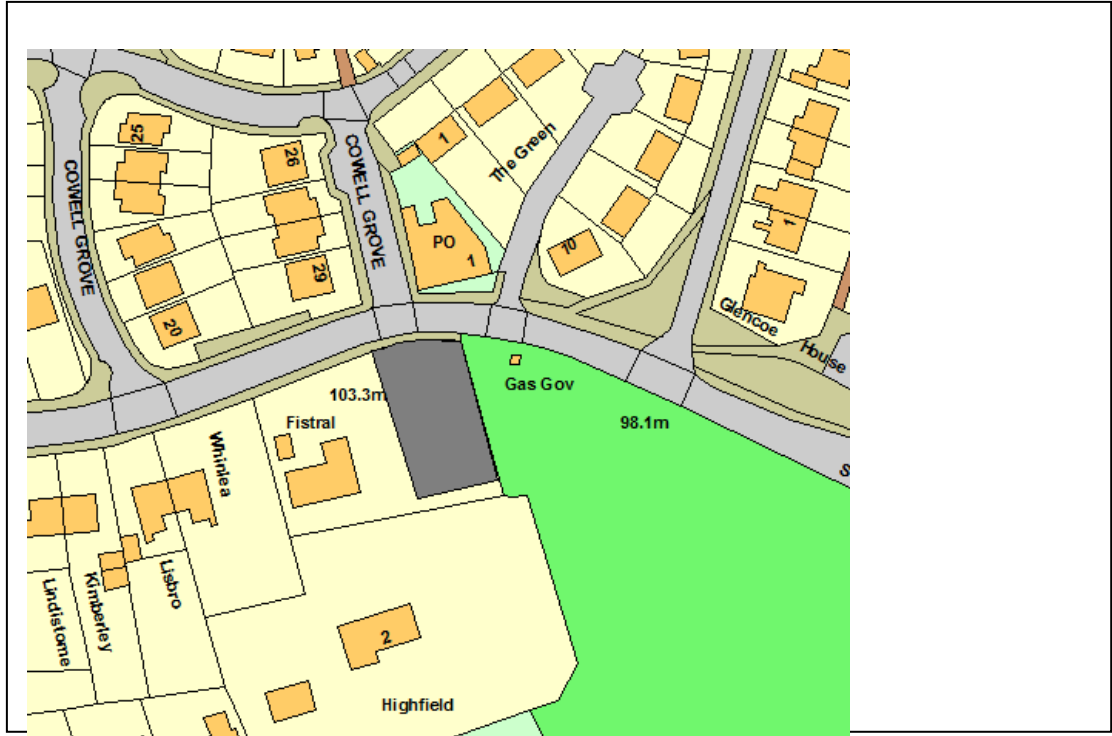 25
26
COWELL GROVE
COWELL GROVE
1
The Green
PO
1
10
1
29
20
Glencoe
House
Gas Gov
103.3m
98.1m
Fistral
Whinlea
S
Lisbro
Kimberley
Lindistome
2
Highfield